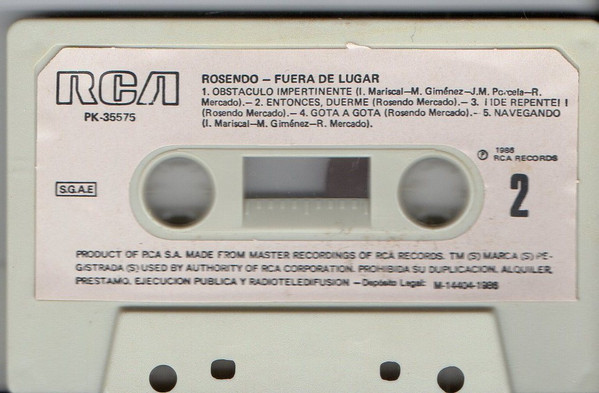 RCA
PK-35575
ROSENDO – FUERA DE LUGAR
1. OBSTACULO IMPERTINENTE (I. Mariscal–M. Giménez–J.M. Porcela–R.
Mercado).– 2. ENTONCES, DUERME (Rosendo Mercado).– 3. ¡IDE REPENTE! !
(Rosendo Mercado).– 4. GOTA A GOTA (Rosendo Mercado).– 5. NAVEGANDO
(I. Mariscal–M. Giménez–R. Mercado).
S.G.A.E
℗ 1986
RCA RECORDS
2
PRODUCT OF RCA S.A. MADE FROM MASTER RECORDINGS OF RCA RECORDS. TM (S) MARCA (S) RE-
GISTRADA (S) USED BY AUTHORITY OF RCA CORPORATION. PROHIBIDA SU DUPLICACION, ALQUILER,
PRESTAMO, EJECUCION PUBLICA Y RADIOTELEDIFUSION – Depósito Legal: M-14404-1986